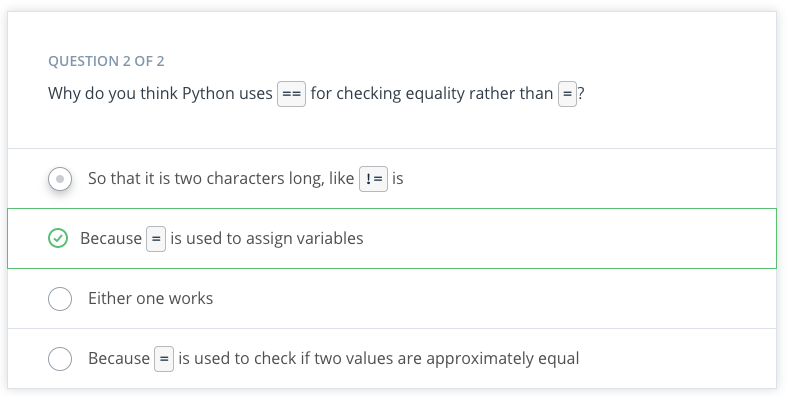 QUESTION 2 OF 2
Why do you think Python uses == for checking equality rather than =?
So that it is two characters long, like != is
Because = is used to assign variables
Either one works
Because = is used to check if two values are approximately equal